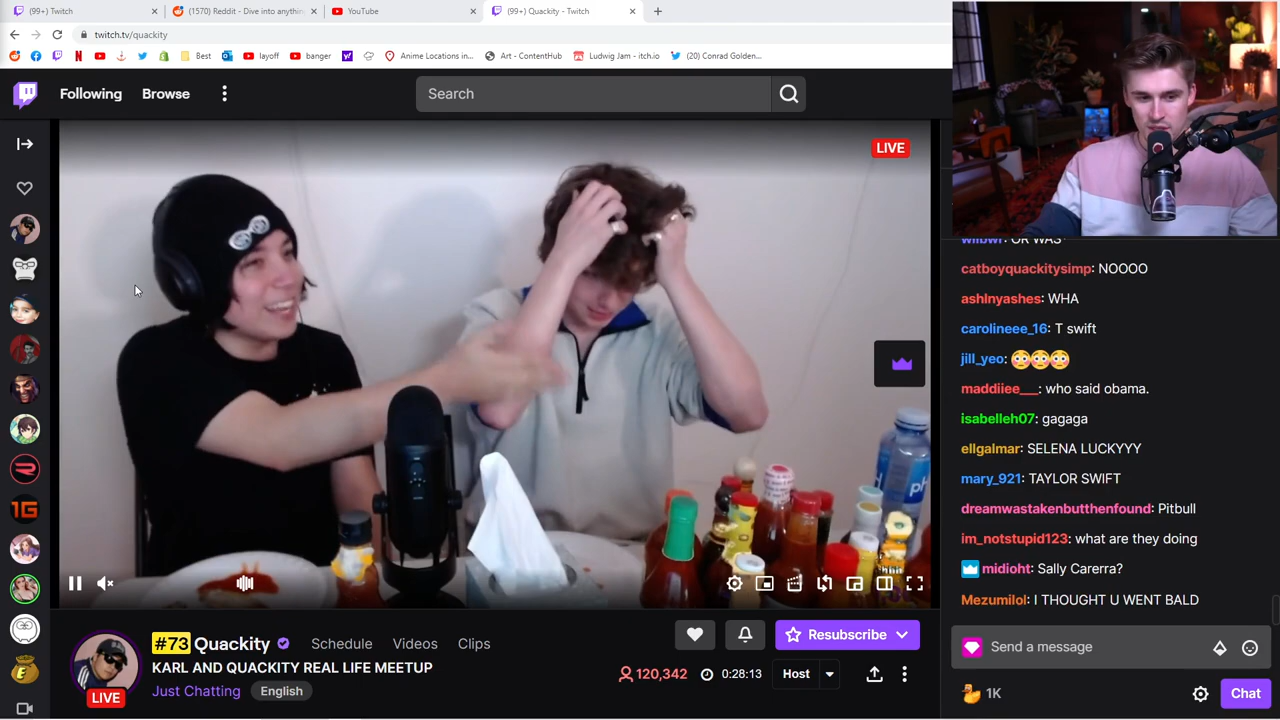 (99+) Twitch
(1570) Reddit - Dive into anythin
YouTube
(99+) Quackity - Twitch
twitch.tv/quackity
Best
layoff
banger
Anime Locations in...
Art - ContentHub
Ludwig Jam - itch.io
(20) Conrad Golden...
Following
Browse
Search
LIVE
#73 Quackity
Schedule
Videos
Clips
Resubscribe
KARL AND QUACKITY REAL LIFE MEETUP
120,342
0:28:13
Host
LIVE
Just Chatting
English
catboyquackitysimp: NOOOO
ashlnyashes: WHA
carolineee_16: T swift
jill_yeo:
maddiiee___: who said obama.
isabelleh07: gagaga
ellgalmar: SELENA LUCKYYY
mary_921: TAYLOR SWIFT
dreamwastakenbutthenfound: Pitbull
im_notstupid123: what are they doing
midioht: Sally Carerra?
Mezumilol: I THOUGHT U WENT BALD
Send a message
1K
Chat